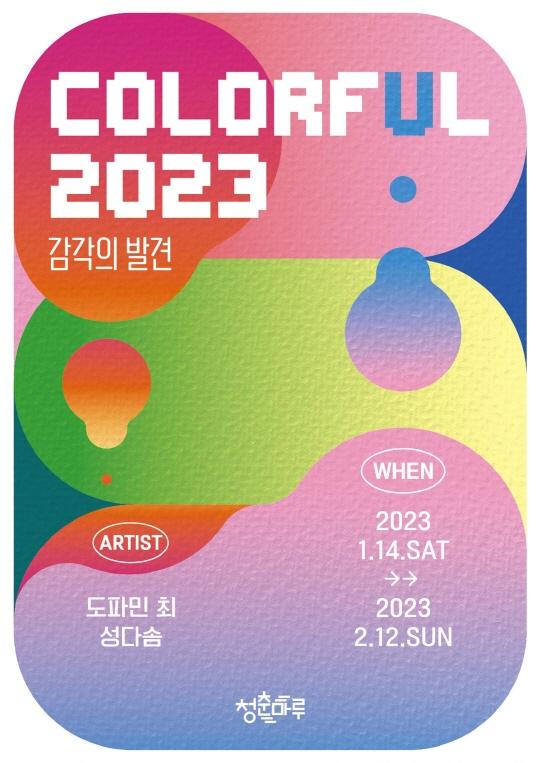 COLORFUL
2023
감각의 발견
WHEN
2023
1.14.SAT
→→
2023
2.12.SUN
ARTIST
도파민 최
성다솜
청춘마루